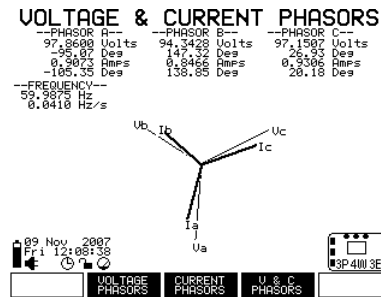 VOLTAGE & CURRENT PHASORS
--PHASOR A-- --PHASOR B-- --PHASOR C--
97.8600 Volts 94.3428 Volts 97.1507 Volts
-95.07 Deg 147.32 Deg 26.93 Deg
0.9073 Amps 0.8466 Amps 0.9306 Amps
-105.35 Deg 138.85 Deg 20.18 Deg
--FREQUENCY--
59.9875 Hz
0.0410 Hz/s
Vb Ib Vc
Ic
Ia
Va
09 Nov 2007
Fri 12:08:38
3P4W 3E
VOLTAGE PHASORS CURRENT PHASORS V & C PHASORS